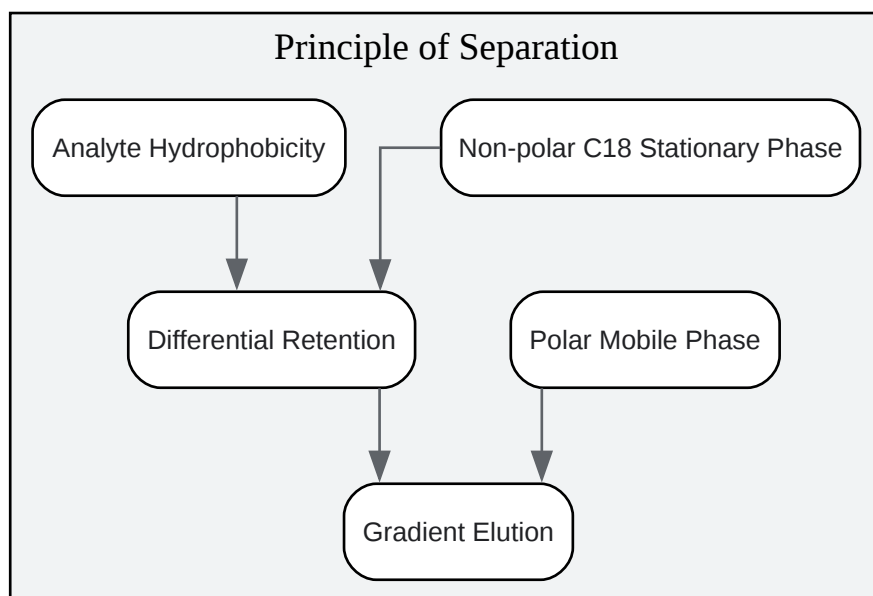 Principle of Separation
Analyte Hydrophobicity
Non-polar C18 Stationary Phase
Differential Retention
Polar Mobile Phase
Gradient Elution